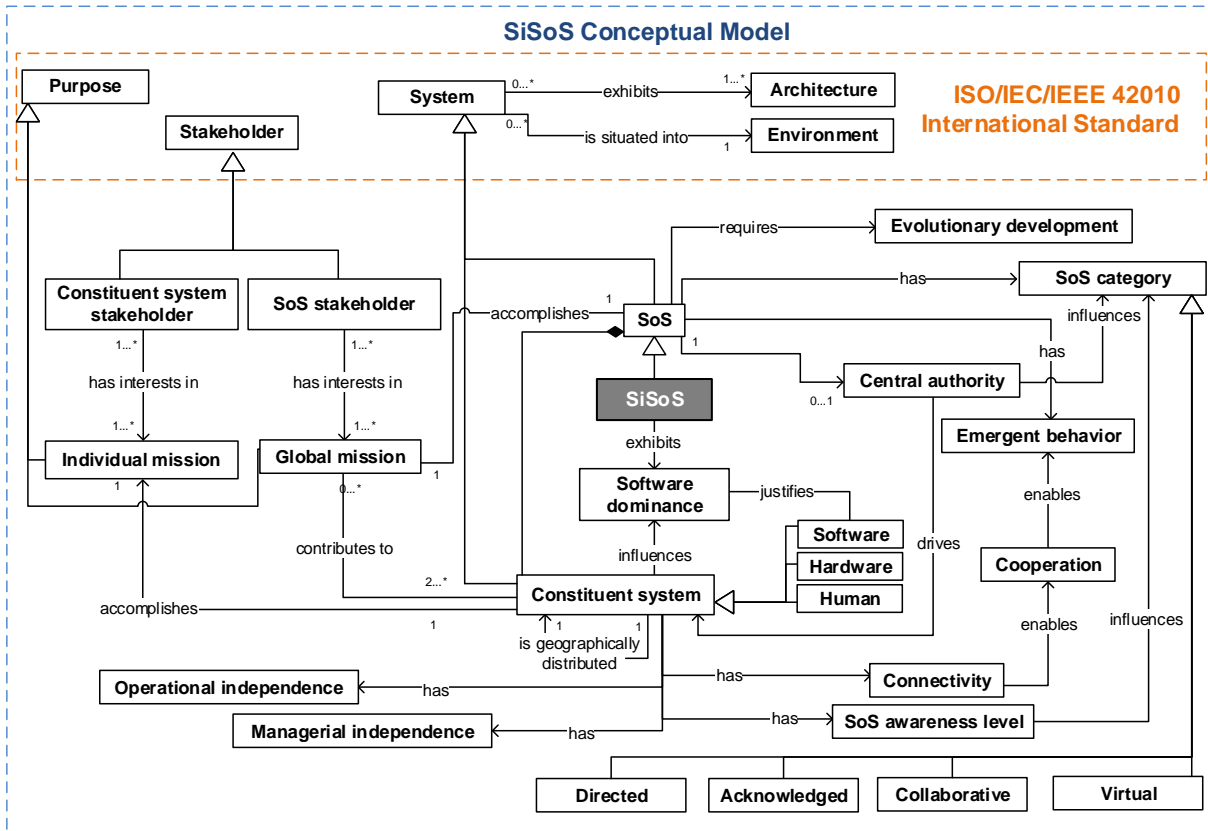 SiSoS Conceptual Model
Purpose
System
0...*
exhibits
1...*
Architecture
ISO/IEC/IEEE 42010
International Standard
Stakeholder
0...*
is situated into
1
Environment
requires
Evolutionary development
has
SoS category
Constituent system
stakeholder
SoS stakeholder
accomplishes
1
SoS
influences
1...*
1...*
1
has
has interests in
has interests in
Central authority
0...1
SiSoS
1...*
1...*
exhibits
Emergent behavior
Individual mission
Global mission
1
1
0...*
Software
dominance
justifies
enables
Software
contributes to
influences
drives
Hardware
Cooperation
2...*
Constituent system
Human
accomplishes
1
1
1
is geographically
distributed
enables
influences
Operational independence
has
has
Connectivity
Managerial independence
has
has
SoS awareness level
Directed
Acknowledged
Collaborative
Virtual